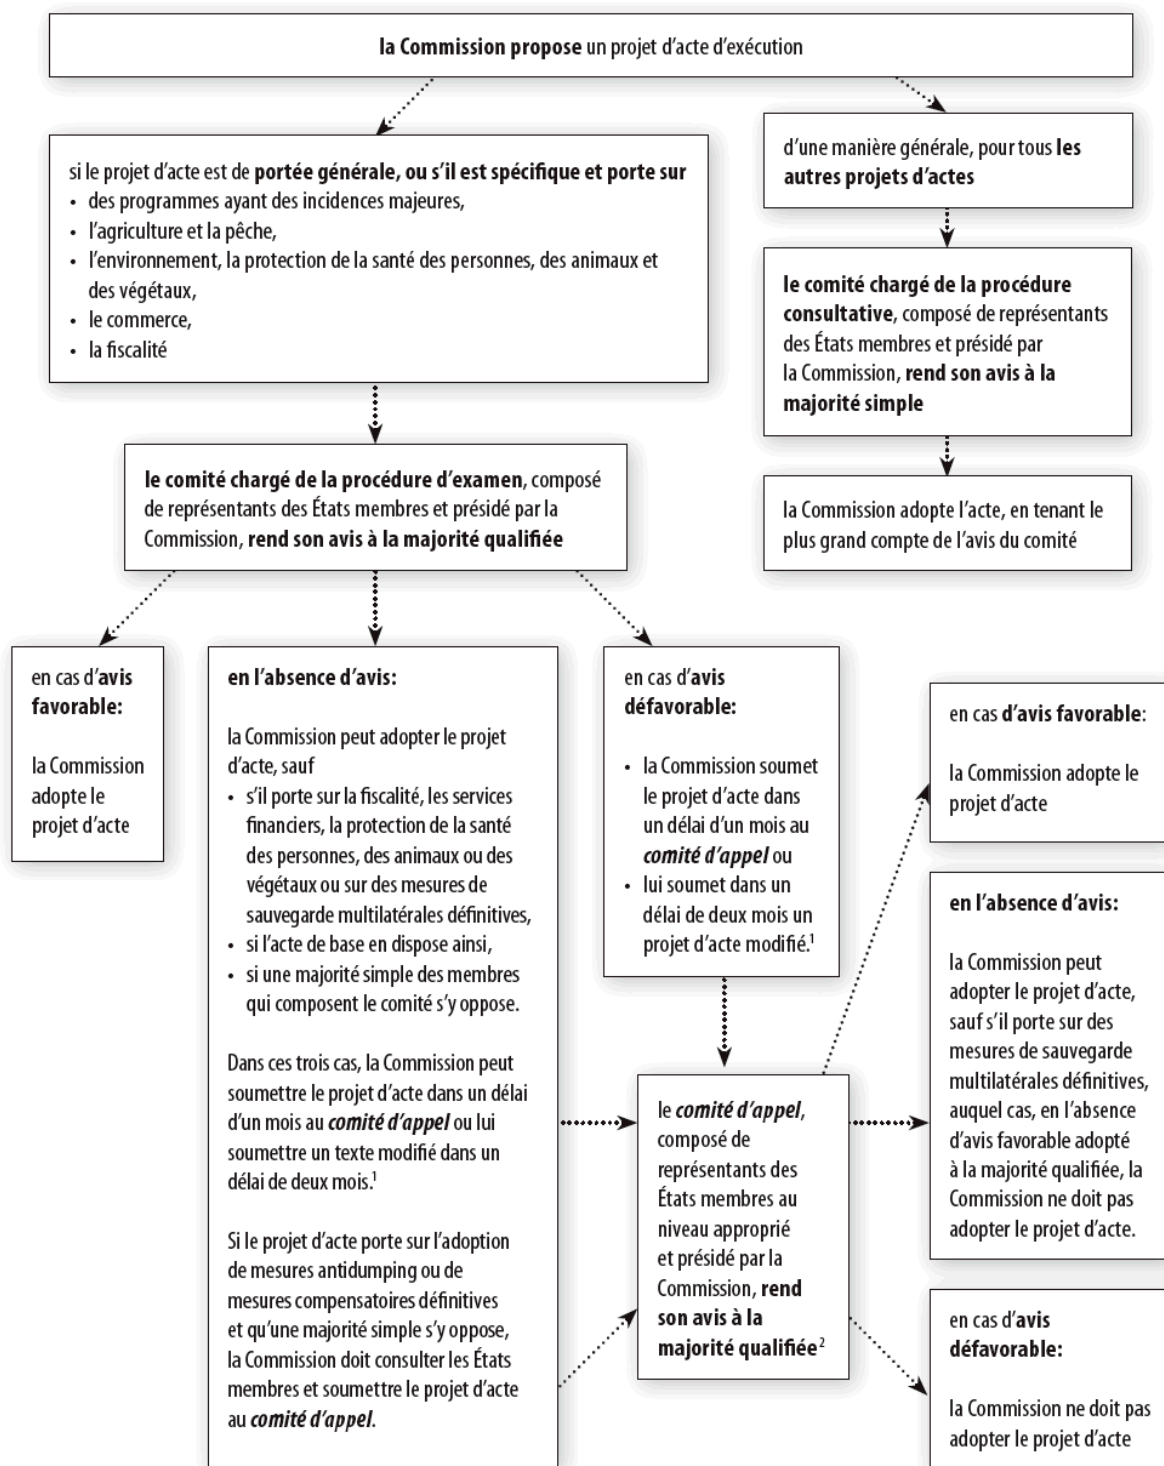 la Commission propose un projet d'acte d'exécution
si le projet d'acte est de portée générale, ou s'il est spécifique et porte sur
• des programmes ayant des incidences majeures,
• l'agriculture et la pêche,
• l'environnement, la protection de la santé des personnes, des animaux et
des végétaux,
• le commerce,
• la fiscalité
d'une manière générale, pour tous les
autres projets d'actes
le comité chargé de la procédure
consultative, composé de représentants
des États membres et présidé par
la Commission, rend son avis à la
majorité simple
la Commission adopte l'acte, en tenant le
plus grand compte de l'avis du comité
le comité chargé de la procédure d'examen, composé
de représentants des États membres et présidé par la
Commission, rend son avis à la majorité qualifiée
en cas d'avis
favorable:
la Commission
adopte le
projet d'acte
en l'absence d'avis:
la Commission peut adopter le projet
d'acte, sauf
• s'il porte sur la fiscalité, les services
financiers, la protection de la santé
des personnes, des animaux ou des
végétaux ou sur des mesures de
sauvegarde multilatérales définitives,
• si l'acte de base en dispose ainsi,
• si une majorité simple des membres
qui composent le comité s'y oppose.
Dans ces trois cas, la Commission peut
soumettre le projet d'acte dans un délai
d'un mois au comité d'appel ou lui
soumettre un texte modifié dans un
délai de deux mois.¹
Si le projet d'acte porte sur l'adoption
de mesures antidumping ou de
mesures compensatoires définitives
et qu'une majorité simple s'y oppose,
la Commission doit consulter les États
membres et soumettre le projet d'acte
au comité d'appel.
en cas d'avis
défavorable:
• la Commission soumet
le projet d'acte dans
un délai d'un mois au
comité d'appel ou
• lui soumet dans un
délai de deux mois un
projet d'acte modifié.¹
le comité d'appel,
composé de
représentants des
États membres au
niveau approprié
et présidé par la
Commission, rend
son avis à la
majorité qualifiée²
en cas d'avis favorable:
la Commission adopte le
projet d'acte
en l'absence d'avis:
la Commission peut
adopter le projet d'acte,
sauf s'il porte sur des
mesures de sauvegarde
multilatérales définitives,
auquel cas, en l'absence
d'avis favorable adopté
à la majorité qualifiée, la
Commission ne doit pas
adopter le projet d'acte.
en cas d'avis
défavorable:
la Commission ne doit pas
adopter le projet d'acte